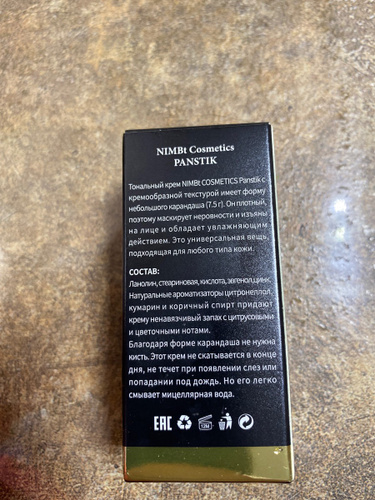 NIMBt Cosmetics
PANSTIK
Тональный крем NIMBt COSMETICS Panstik с
кремообразной текстурой имеет форму
небольшого карандаша (7.5 г). Он плотный,
поэтому маскирует неровности и изъяны
на лице и обладает увлажняющим
действием. Это универсальная вещь,
подходящая для любого типа кожи.
СОСТАВ:
Ланолин, стеариновая, кислота, эвгенол, цинк.
Натуральные ароматизаторы цитронеллол,
кумарин и коричный спирт придают
крему ненавязчивый запах с цитрусовыми
и цветочными нотами.
Благодаря форме карандаша не нужна
кисть. Этот крем не скатывается в конце
дня, не течет при появлении слез или
попадании под дождь. Но его легко
смывает мицеллярная вода.
EAC 12M